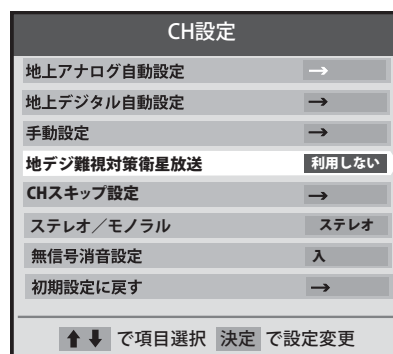 CH設定
地上アナログ自動設定 →
地上デジタル自動設定 →
手動設定 →
地デジ難視対策衛星放送 利用しない
CHスキップ設定 →
ステレオ／モノラル ステレオ
無信号消音設定 入
初期設定に戻す →
⬆⬇ で項目選択 決定 で設定変更